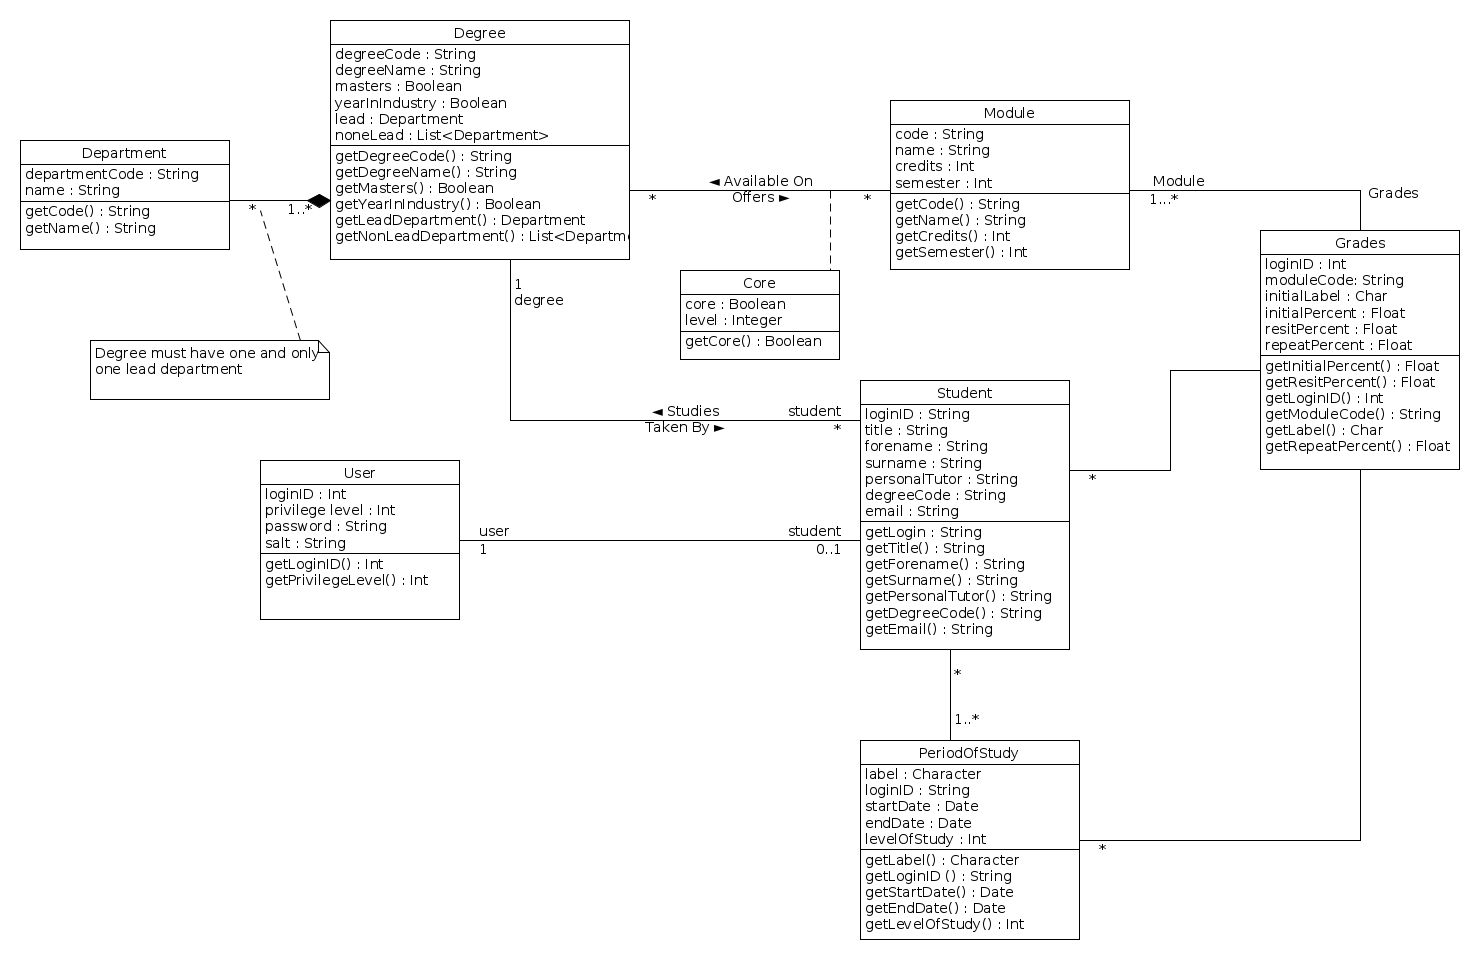 Degree
degreeCode : String
degreeName : String
masters : Boolean
yearInIndustry : Boolean
lead : Department
noneLead : List<Department>
getDegreeCode() : String
getDegreeName() : String
getMasters() : Boolean
getYearInIndustry() : Boolean
getLeadDepartment() : Department
getNonLeadDepartment() : List<Departme
Department
departmentCode : String
name : String
getCode() : String
getName() : String
*
1..*
Degree must have one and only
one lead department
◄ Available On
Offers ►
*
*
Module
code : String
name : String
credits : Int
semester : Int
getCode() : String
getName() : String
getCredits() : Int
getSemester() : Int
Module
1...*
Grades
Core
core : Boolean
level : Integer
getCore() : Boolean
Grades
loginID : Int
moduleCode: String
initialLabel : Char
initialPercent : Float
resitPercent : Float
repeatPercent : Float
getInitialPercent() : Float
getResitPercent() : Float
getLoginID() : Int
getModuleCode() : String
getLabel() : Char
getRepeatPercent() : Float
1
degree
◄ Studies
Taken By ►
student
*
Student
loginID : String
title : String
forename : String
surname : String
personalTutor : String
degreeCode : String
email : String
getLogin : String
getTitle() : String
getForename() : String
getSurname() : String
getPersonalTutor() : String
getDegreeCode() : String
getEmail() : String
*
User
loginID : Int
privilege level : Int
password : String
salt : String
getLoginID() : Int
getPrivilegeLevel() : Int
user
1
student
0..1
*
1..*
PeriodOfStudy
label : Character
loginID : String
startDate : Date
endDate : Date
levelOfStudy : Int
getLabel() : Character
getLoginID () : String
getStartDate() : Date
getEndDate() : Date
getLevelOfStudy() : Int
*